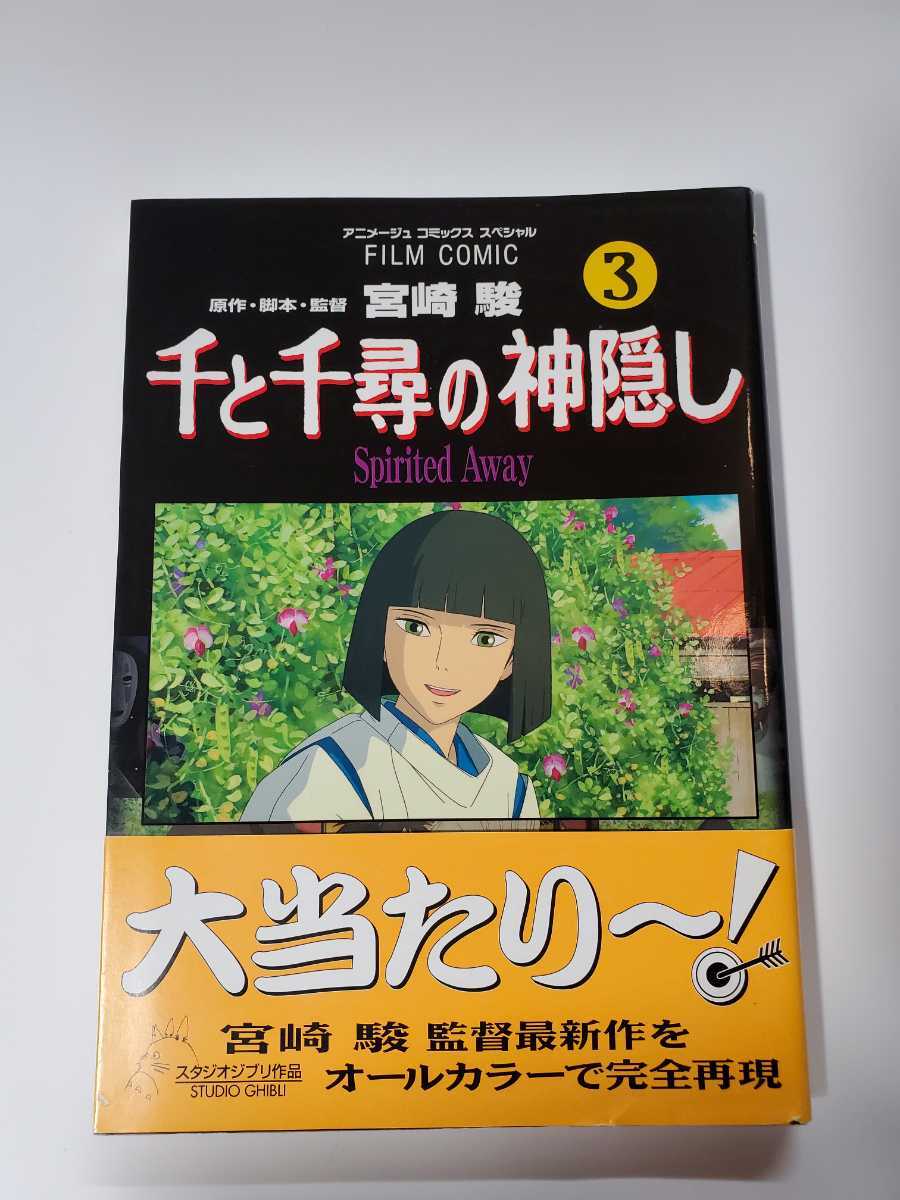 アニメージュ コミックス スペシャル
FILM COMIC
3
原作・脚本・監督 宮崎 駿
千と千尋の神隠し
Spirited Away
大当たり〜!
宮崎 駿 監督最新作を
オールカラーで完全再現
スタジオジブリ作品
STUDIO GHIBLI